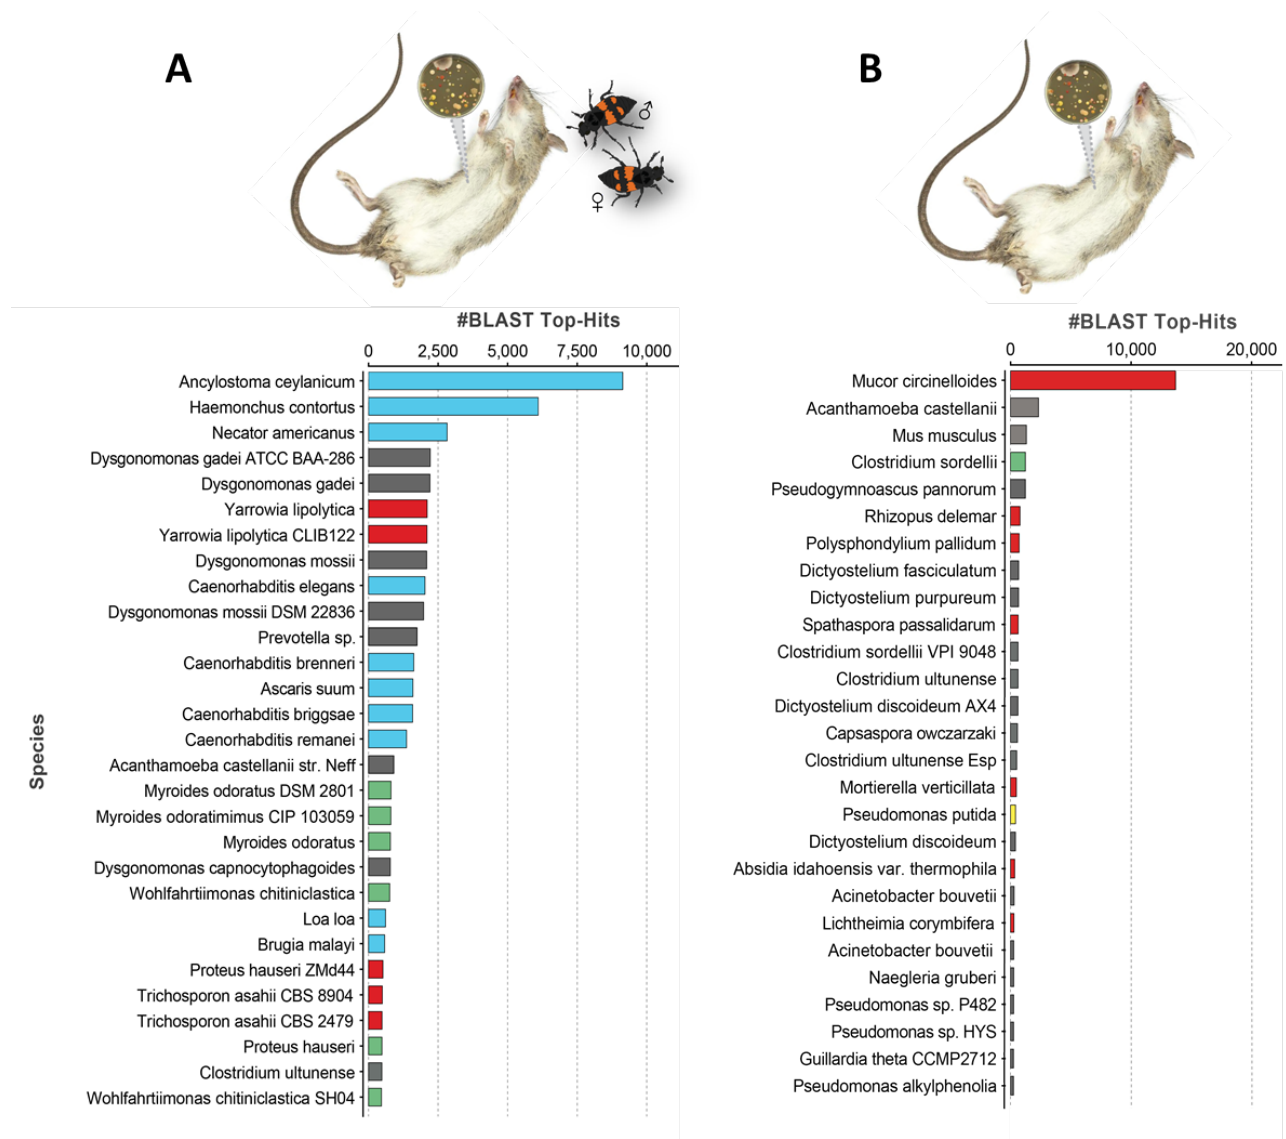 A
♂
♀
#BLAST Top-Hits
0 2,500 5,000 7,500 10,000
Species
Ancylostoma ceylanicum
Haemonchus contortus
Necator americanus
Dysgonomonas gadei ATCC BAA-286
Dysgonomonas gadei
Yarrowia lipolytica
Yarrowia lipolytica CLIB122
Dysgonomonas mossii
Caenorhabditis elegans
Dysgonomonas mossii DSM 22836
Prevotella sp.
Caenorhabditis brenneri
Ascaris suum
Caenorhabditis briggsae
Caenorhabditis remanei
Acanthamoeba castellanii str. Neff
Myroides odoratus DSM 2801
Myroides odoratimimus CIP 103059
Myroides odoratus
Dysgonomonas capnocytophagoides
Wohlfahrtiimonas chitiniclastica
Loa loa
Brugia malayi
Proteus hauseri ZMd44
Trichosporon asahii CBS 8904
Trichosporon asahii CBS 2479
Proteus hauseri
Clostridium ultunense
Wohlfahrtiimonas chitiniclastica SH04
B
#BLAST Top-Hits
0 10,000 20,000
Mucor circinelloides
Acanthamoeba castellanii
Mus musculus
Clostridium sordellii
Pseudogymnoascus pannorum
Rhizopus delemar
Polysphondylium pallidum
Dictyostelium fasciculatum
Dictyostelium purpureum
Spathaspora passalidarum
Clostridium sordellii VPI 9048
Clostridium ultunense
Dictyostelium discoideum AX4
Capsaspora owczarzaki
Clostridium ultunense Esp
Mortierella verticillata
Pseudomonas putida
Dictyostelium discoideum
Absidia idahoensis var. thermophila
Acinetobacter bouvetii
Lichtheimia corymbifera
Acinetobacter bouvetii
Naegleria gruberi
Pseudomonas sp. P482
Pseudomonas sp. HYS
Guillardia theta CCMP2712
Pseudomonas alkylphenolia